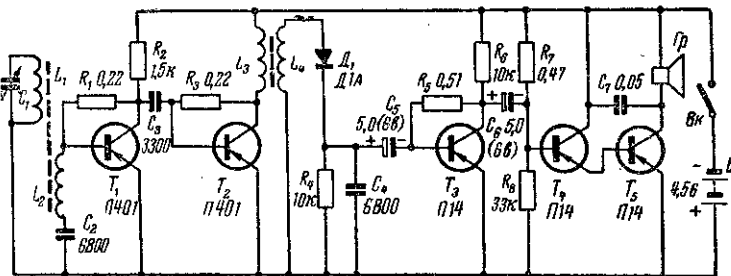 C₁
L₁
L₂
C₂
6800
R₁ 0,22
R₂
1,5к
C₃
3300
R₃ 0,22
T₁
П401
T₂
П401
L₃
L₄
Д₁
Д1А
R₄
10к
C₄
6800
C₅
5,0(6в)
+ -
R₅ 0,51
T₃
П14
R₆
10к
+
C₆ 5,0
(6в)
R₇
0,47
R₈
33к
T₄
П14
C₇ 0,05
T₅
П14
Гр
Вк
-
Б
4,5б
+